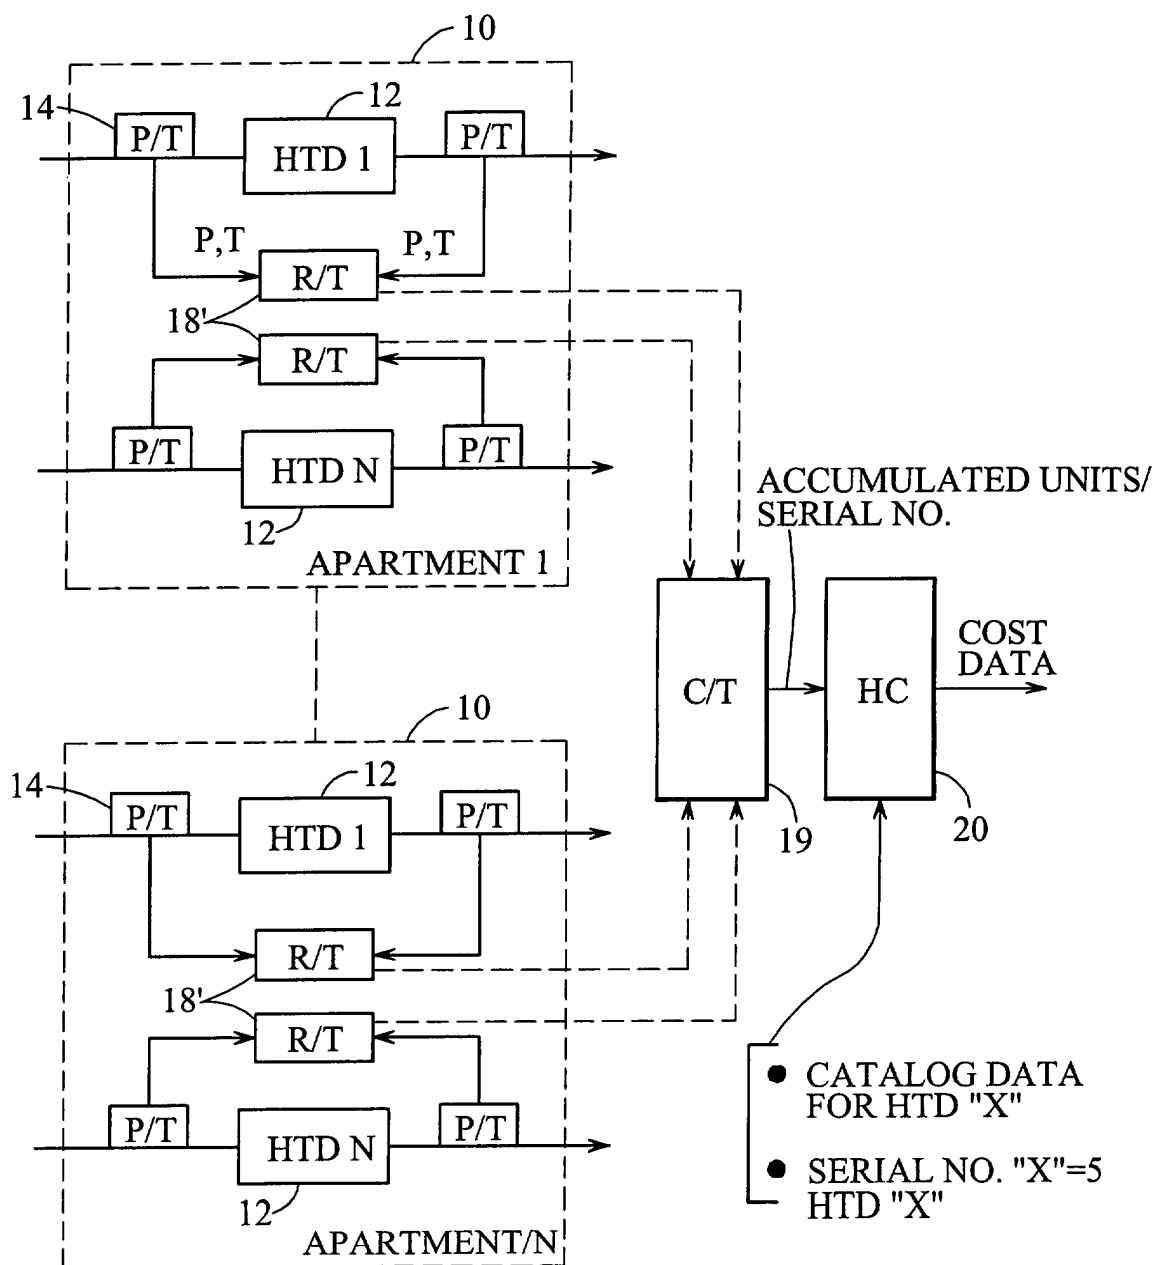 10
14
12
P/T
P/T
HTD 1
P,T
P,T
R/T
18'
R/T
P/T
P/T
HTD N
12
APARTMENT 1
ACCUMULATED UNITS/
SERIAL NO.
C/T
HC
COST
DATA
19
20
10
14
12
P/T
P/T
HTD 1
R/T
18'
R/T
P/T
P/T
HTD N
12
APARTMENT/N
● CATALOG DATA
FOR HTD "X"
● SERIAL NO. "X"=5
HTD "X"